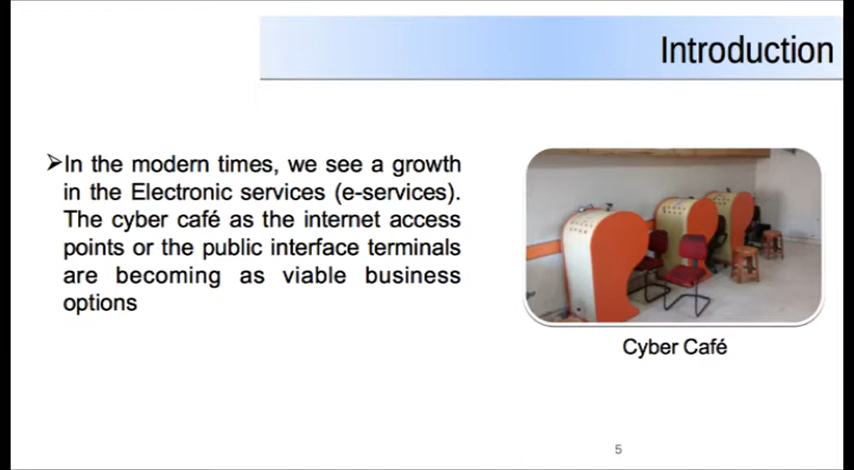 Introduction
➢In the modern times, we see a growth
in the Electronic services (e-services).
The cyber café as the internet access
points or the public interface terminals
are becoming as viable business
options
Cyber Café
5